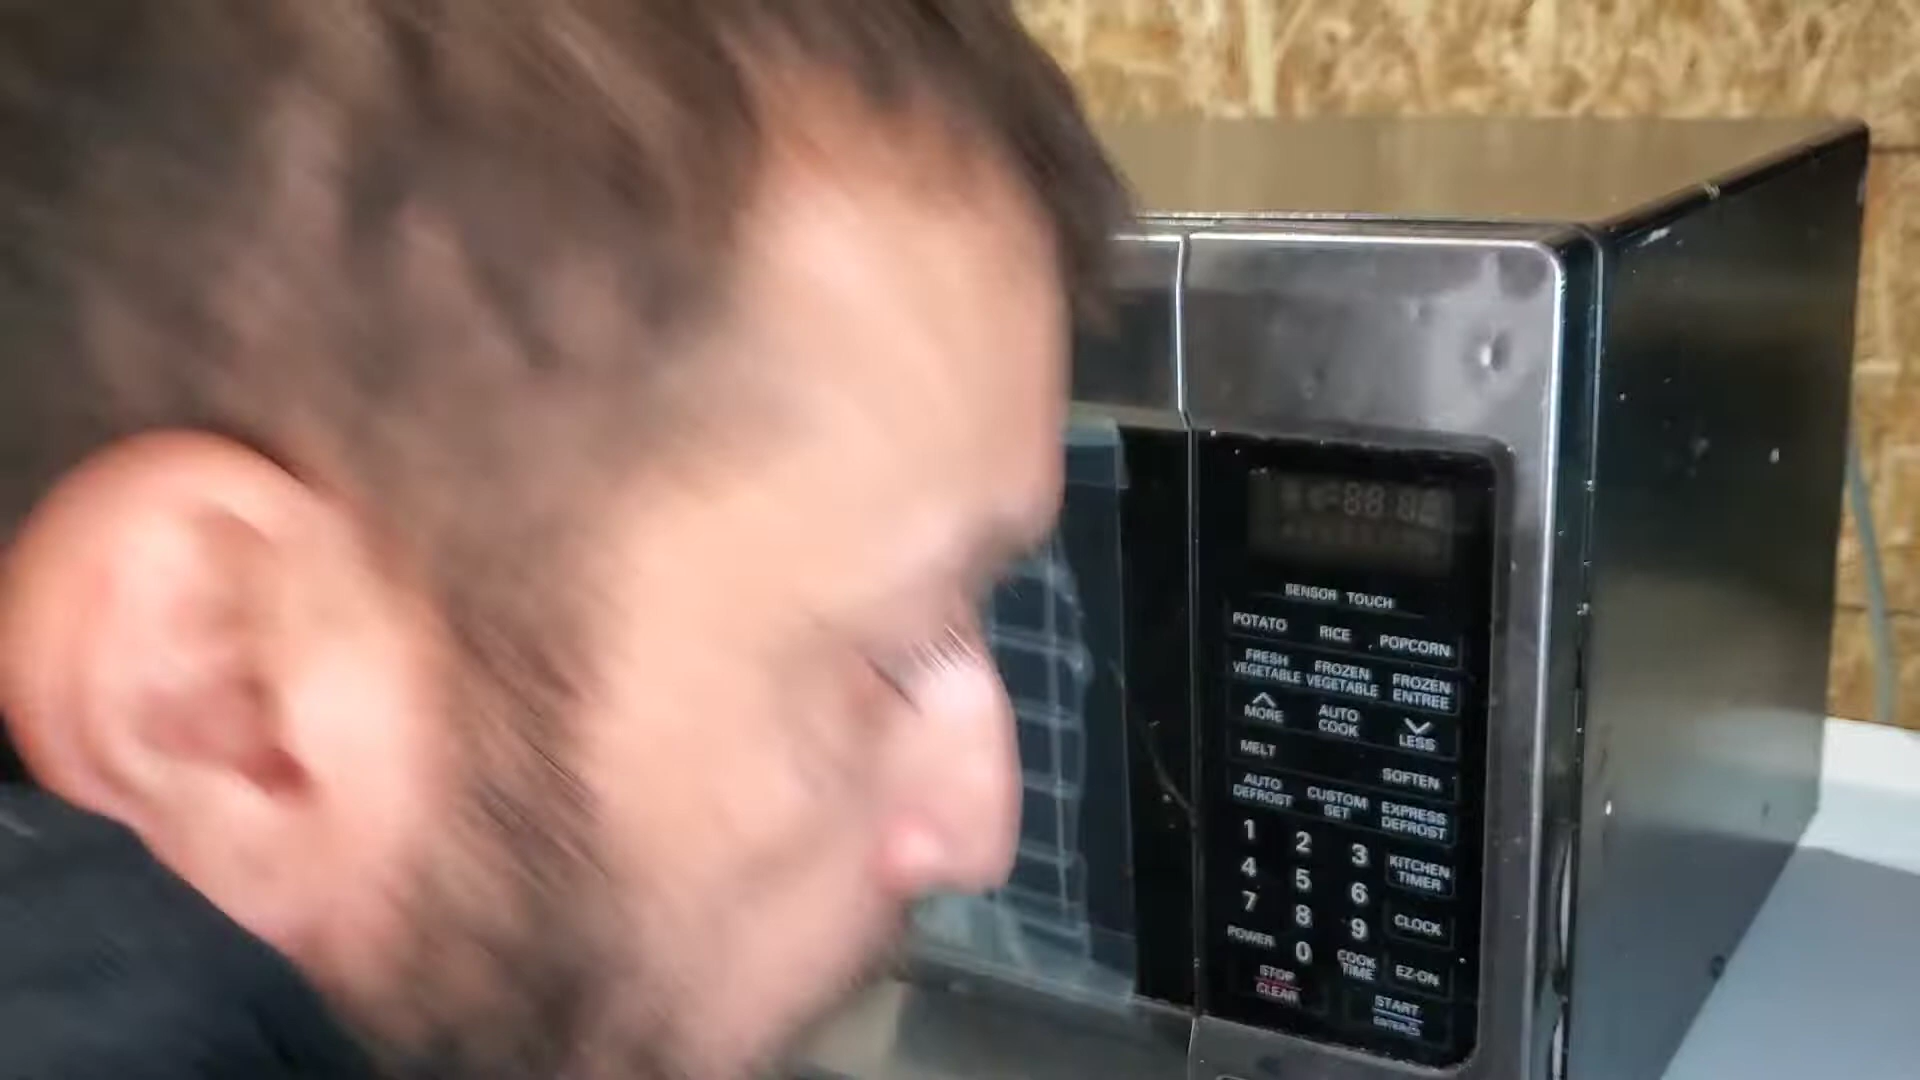 SENSOR TOUCH
POTATO RICE POPCORN
FRESH VEGETABLE FROZEN VEGETABLE FROZEN ENTREE
MORE AUTO COOK LESS
MELT SOFTEN
AUTO DEFROST CUSTOM SET EXPRESS DEFROST
1 2 3 KITCHEN TIMER
4 5 6
7 8 9 CLOCK
POWER 0 COOK TIME EZ-ON
STOP CLEAR START